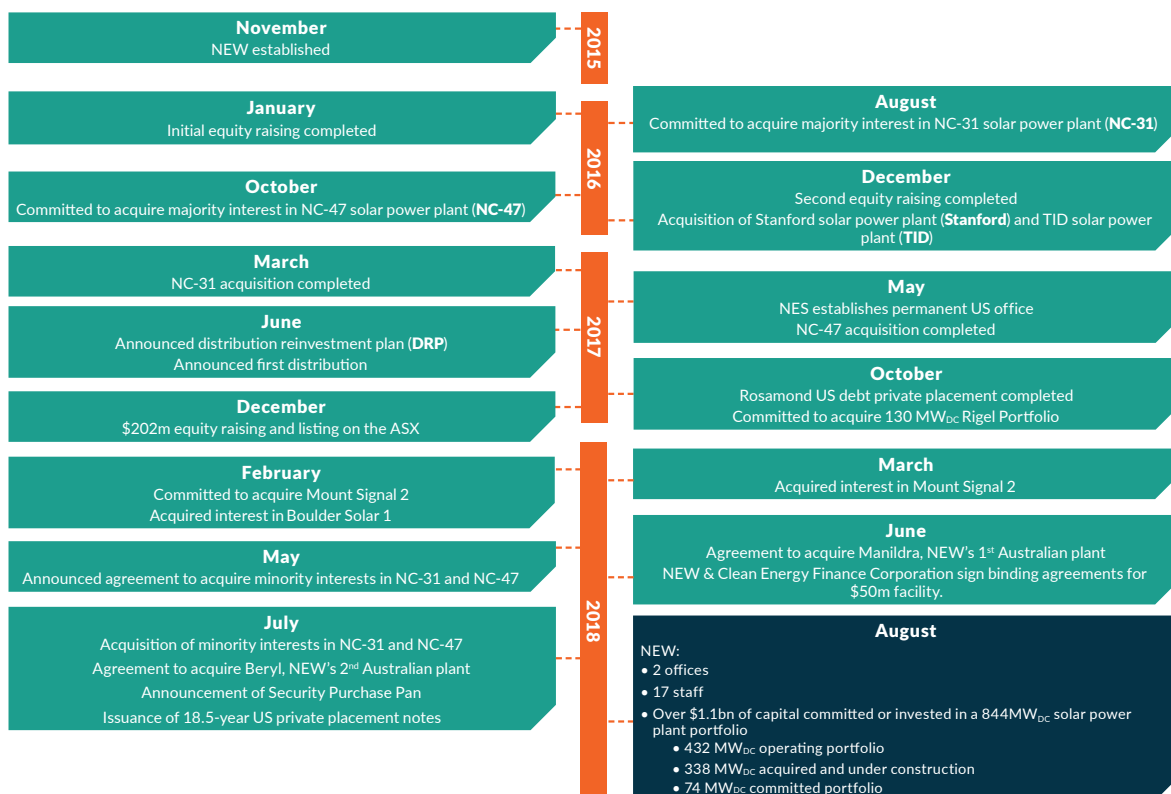 November
NEW established
2015
January
Initial equity raising completed
August
Committed to acquire majority interest in NC-31 solar power plant (NC-31)
2016
October
Committed to acquire majority interest in NC-47 solar power plant (NC-47)
December
Second equity raising completed
Acquisition of Stanford solar power plant (Stanford) and TID solar power
plant (TID)
March
NC-31 acquisition completed
May
NES establishes permanent US office
NC-47 acquisition completed
2017
June
Announced distribution reinvestment plan (DRP)
Announced first distribution
October
Rosamond US debt private placement completed
Committed to acquire 130 MWDC Rigel Portfolio
December
$202m equity raising and listing on the ASX
February
Committed to acquire Mount Signal 2
Acquired interest in Boulder Solar 1
March
Acquired interest in Mount Signal 2
May
Announced agreement to acquire minority interests in NC-31 and NC-47
June
Agreement to acquire Manildra, NEW's 1st Australian plant
NEW & Clean Energy Finance Corporation sign binding agreements for
$50m facility.
2018
July
Acquisition of minority interests in NC-31 and NC-47
Agreement to acquire Beryl, NEW's 2nd Australian plant
Announcement of Security Purchase Pan
Issuance of 18.5-year US private placement notes
August
NEW:
• 2 offices
• 17 staff
• Over $1.1bn of capital committed or invested in a 844MWDC solar power
plant portfolio
• 432 MWDC operating portfolio
• 338 MWDC acquired and under construction
• 74 MWDC committed portfolio